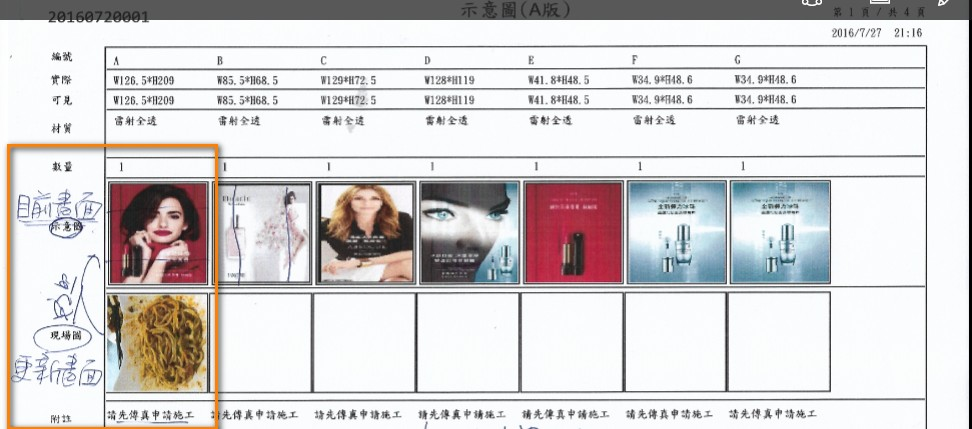 20160720001
示意圖(A版)
第 1 頁 / 共 4 頁
2016/7/27 21:16
編號 A B C D E F G
實際 W126.5*H209 W85.5*H68.5 W129*H72.5 W128*H119 W41.8*H48.5 W34.9*H48.6 W34.9*H48.6
可見 W126.5*H209 W85.5*H68.5 W129*H72.5 W128*H119 W41.8*H48.5 W34.9*H48.6 W34.9*H48.6
材質 雷射全透 雷射全透 雷射全透 雷射全透 雷射全透 雷射全透 雷射全透
數量 1 1 1 1 1 1 1
目前畫面
示意圖
現場圖
更新畫面
附註 請先傳真申請施工 請先傳真申請施工 請先傳真申請施工 請先傳真申請施工 請先傳真申請施工 請先傳真申請施工 請先傳真申請施工